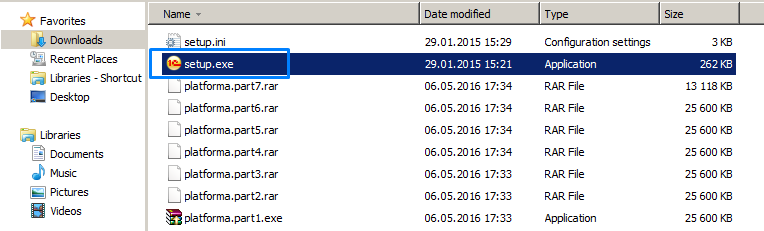 Favorites
Downloads
Recent Places
Libraries - Shortcut
Desktop
Libraries
Documents
Music
Pictures
Videos
Name Date modified Type Size
setup.ini 29.01.2015 15:29 Configuration settings 3 KB
1С setup.exe 29.01.2015 15:21 Application 262 KB
platforma.part7.rar 06.05.2016 17:34 RAR File 13 118 KB
platforma.part6.rar 06.05.2016 17:34 RAR File 25 600 KB
platforma.part5.rar 06.05.2016 17:34 RAR File 25 600 KB
platforma.part4.rar 06.05.2016 17:34 RAR File 25 600 KB
platforma.part3.rar 06.05.2016 17:33 RAR File 25 600 KB
platforma.part2.rar 06.05.2016 17:33 RAR File 25 600 KB
platforma.part1.exe 06.05.2016 17:33 Application 25 600 KB